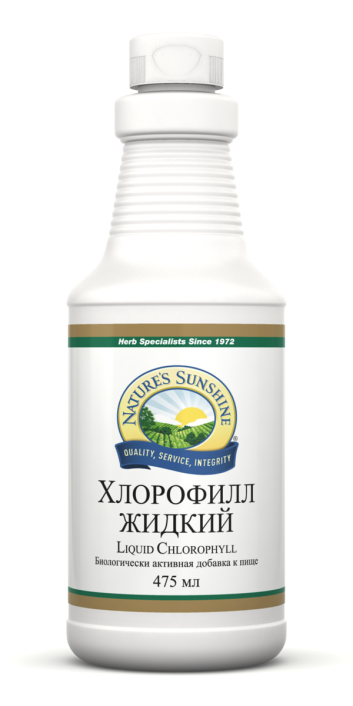 Herb Specialists Since 1972
NATURE'S SUNSHINE
®
QUALITY, SERVICE, INTEGRITY
ХЛОРОФИЛЛ
ЖИДКИЙ
LIQUID CHLOROPHYLL
Биологически активная добавка к пище
475 мл